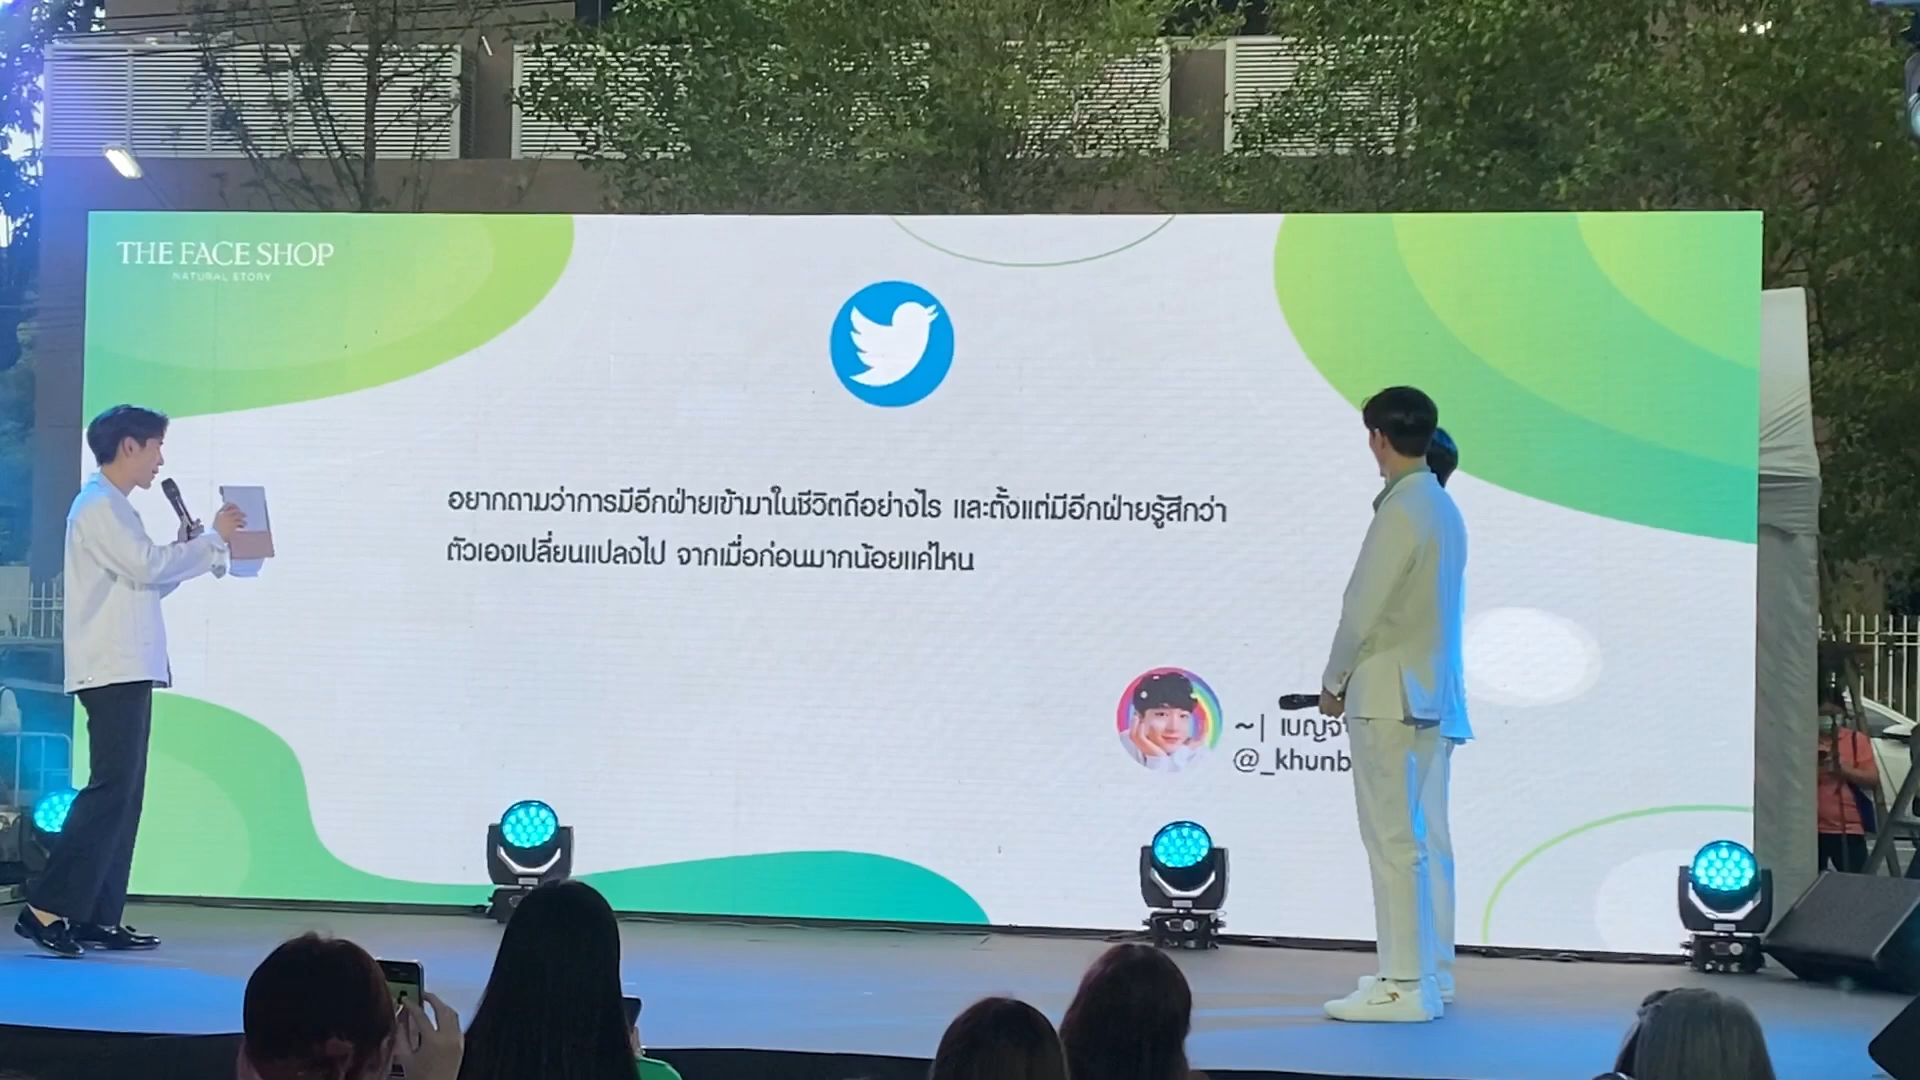 THE FACE SHOP
NATURAL STORY
อยากถามว่าการมีอีกฝ่ายเข้ามาในชีวิตดีอย่างไร และตั้งแต่มีอีกฝ่ายรู้สึกว่า
ตัวเองเปลี่ยนแปลงไป จากเมื่อก่อนมากน้อยแค่ไหน
~| เบญจ
@_khunb